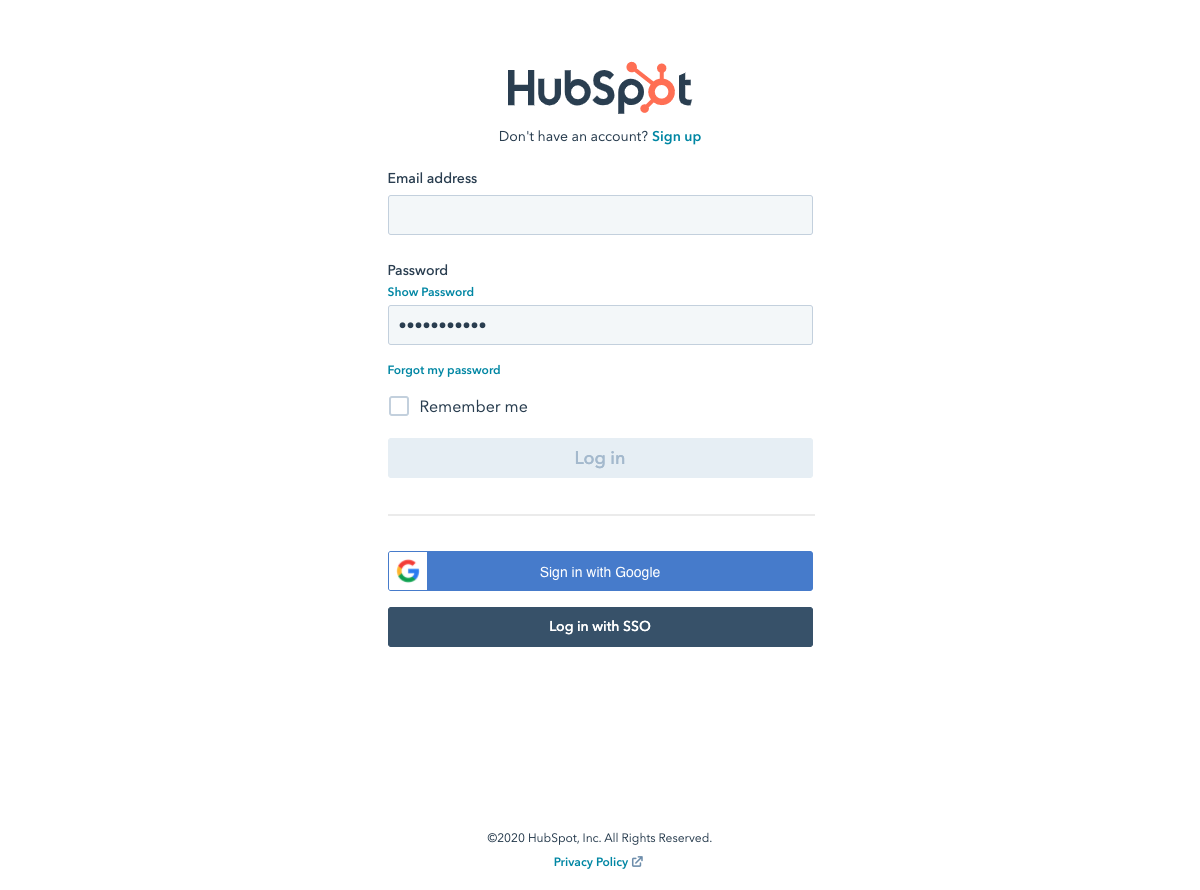 HubSpot
Don't have an account? Sign up
Email address
Password
Show Password
•••••••••••
Forgot my password
Remember me
Log in
Sign in with Google
Log in with SSO
©2020 HubSpot, Inc. All Rights Reserved.
Privacy Policy